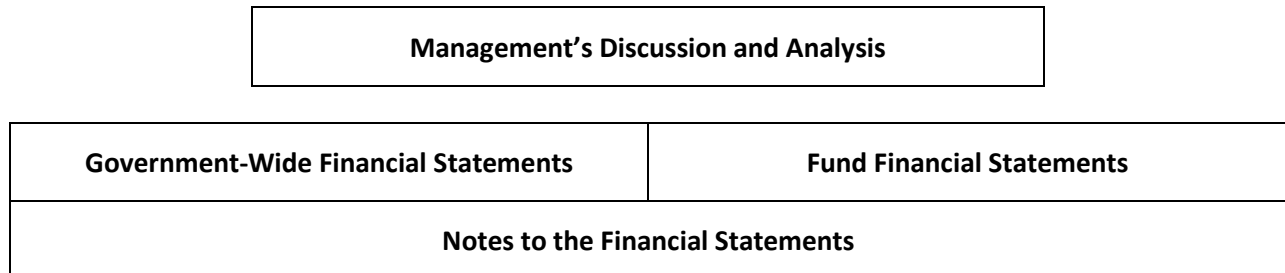 Management’s Discussion and Analysis
Government-Wide Financial Statements
Fund Financial Statements
Notes to the Financial Statements